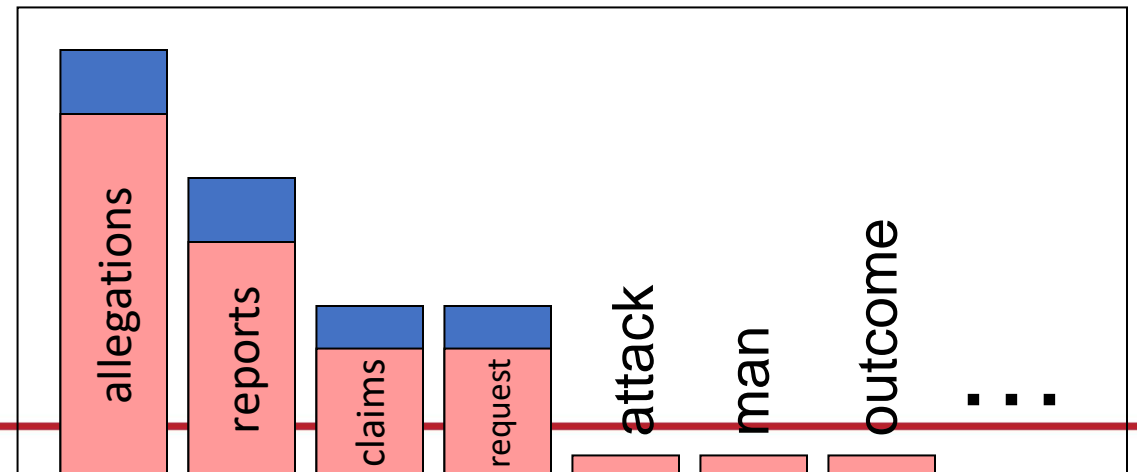 allegations
reports
claims
request
attack
man
outcome
...